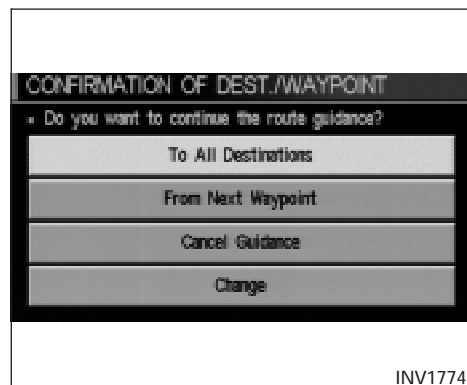 CONFIRMATION OF DEST./WAYPOINT
• Do you want to continue the route guidance?
To All Destinations
From Next Waypoint
Cancel Guidance
Change
INV1774